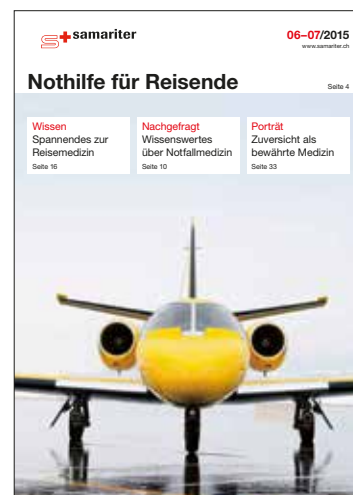 samariter
06–07/2015
www.samariter.ch
Nothilfe für Reisende
Seite 4
Wissen
Spannendes zur
Reisemedizin
Seite 16
Nachgefragt
Wissenswertes
über Notfallmedizin
Seite 10
Porträt
Zuversicht als
bewährte Medizin
Seite 33